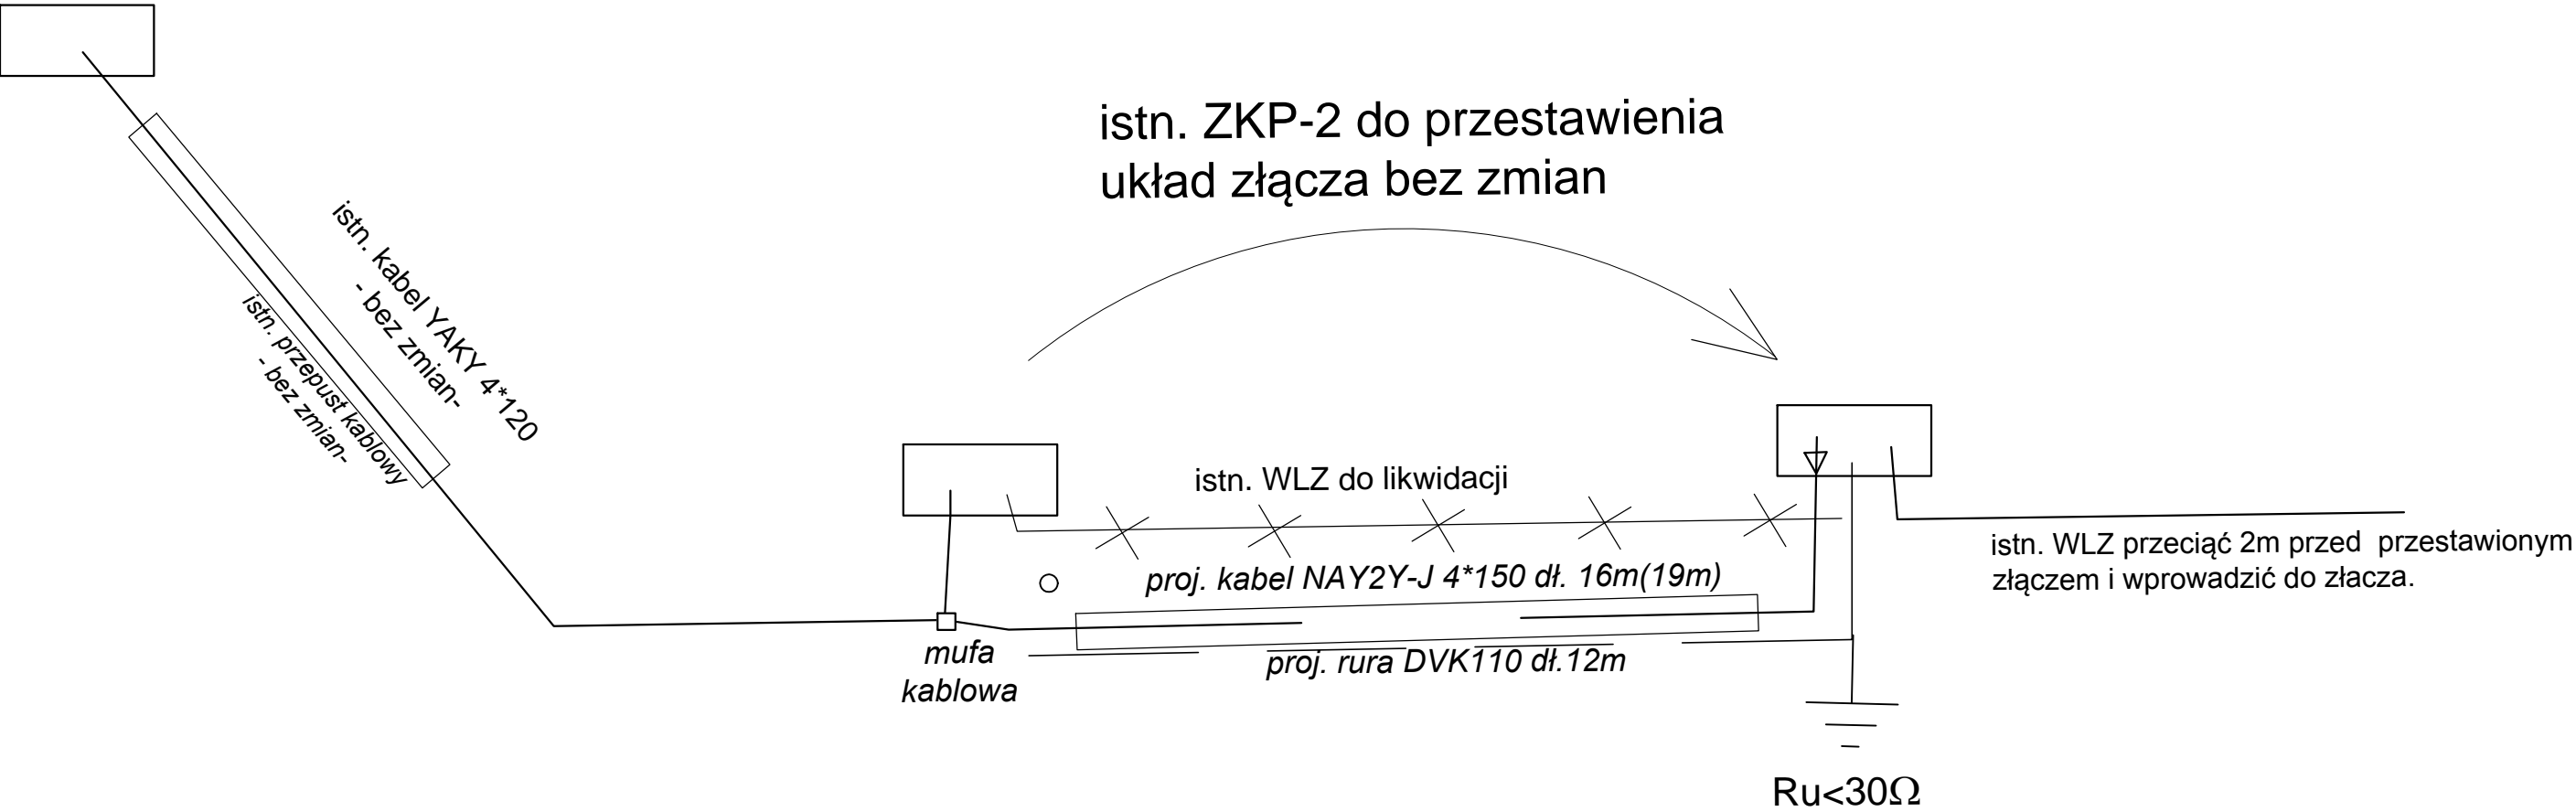 istn. ZKP-2 do przestawienia
układ złącza bez zmian
istn. kabel YAKY 4*120
- bez zmian-
istn. przepust kablowy
- bez zmian-
istn. WLZ do likwidacji
istn. WLZ przeciąć 2m przed przestawionym
złączem i wprowadzić do złacza.
proj. kabel NAY2Y-J 4*150 dł. 16m(19m)
mufa
kablowa
proj. rura DVK110 dł.12m
Ru<30Ω